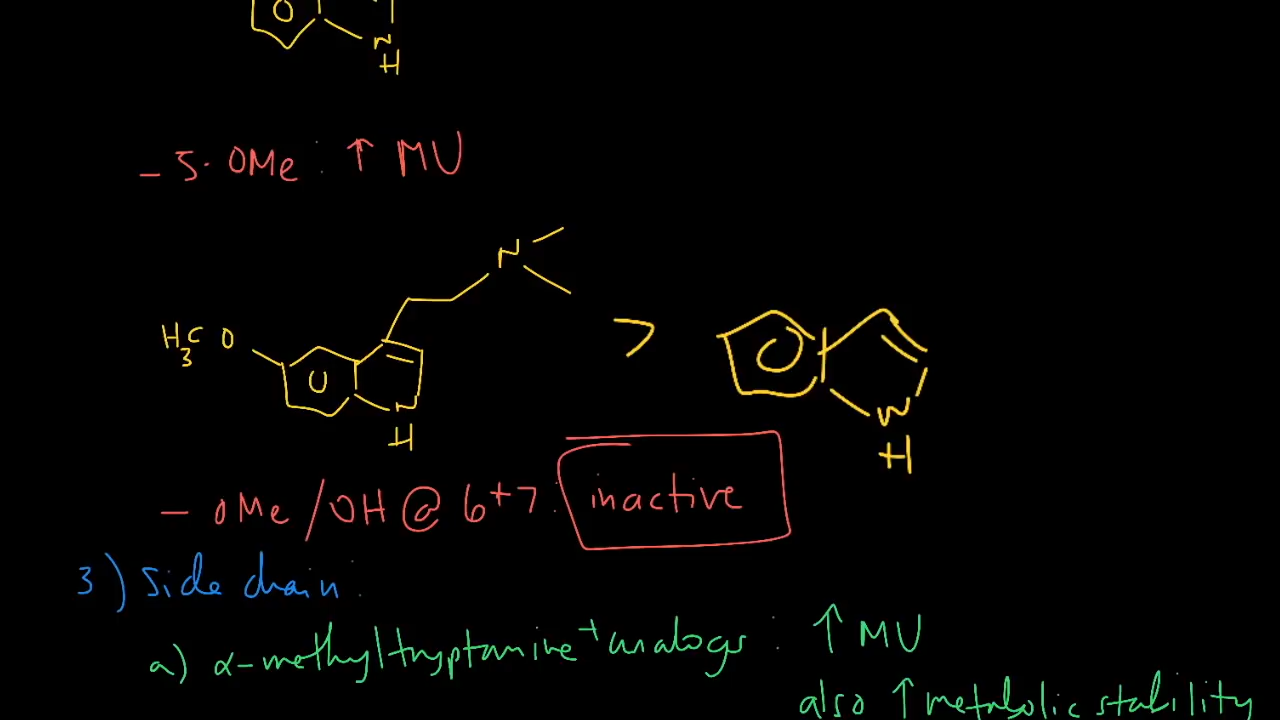 N
H
- 5-OMe: ↑ MU
N
H3C O
>
N
H
N
H
- OMe/OH @ 6+7: inactive
3) Side chain:
a) α-methyltryptamine + analogs: ↑ MU
also ↑ metabolic stability